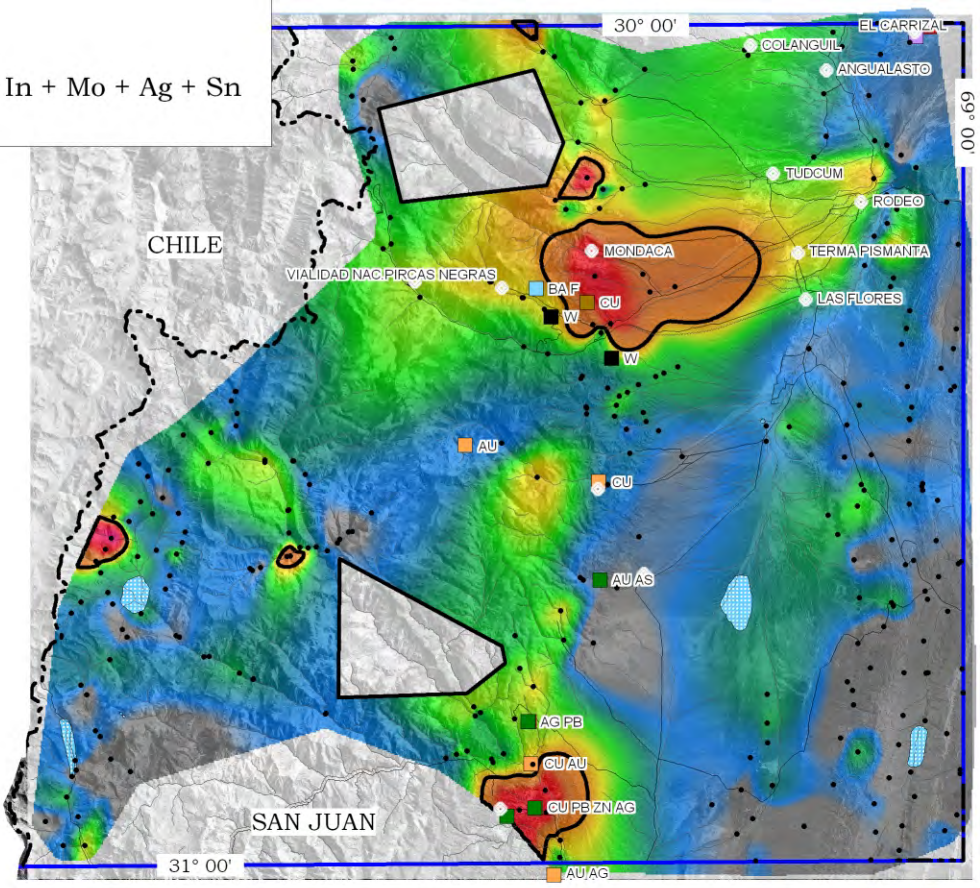 30° 00'
EL CARRIZAL
COLANGUIL
In + Mo + Ag + Sn
ANGUALASTO
69° 00'
TUDCUM
RODEO
CHILE
MONDACA
TERMA PISMANTA
VIALIDAD NAC.PIRCAS NEGRAS
BA F
CU
LAS FLORES
W
W
AU
CU
AU AS
AG PB
CU AU
CU PB ZN AG
SAN JUAN
31° 00'
AU AG